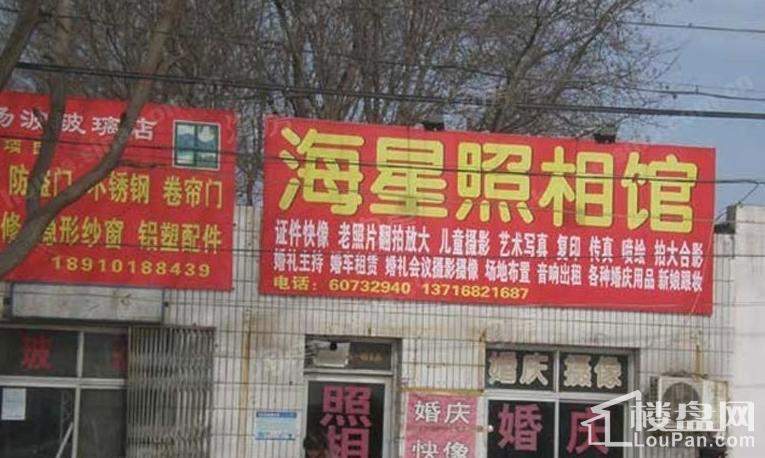 杨波玻璃店
防盗门 不锈钢 卷帘门
修 隐形纱窗 铝塑配件
18910188439
海星照相馆
证件快像 老照片翻拍放大 儿童摄影 艺术写真 复印 传真 喷绘 拍大合影
婚礼主持 婚车租赁 婚礼会议摄影摄像 场地布置 音响出租 各种婚庆用品 新娘跟妆
电话：60732940 13716821687
玻
照相
婚庆
快像
婚庆 摄像
婚 庆
楼盘网
LouPan.com